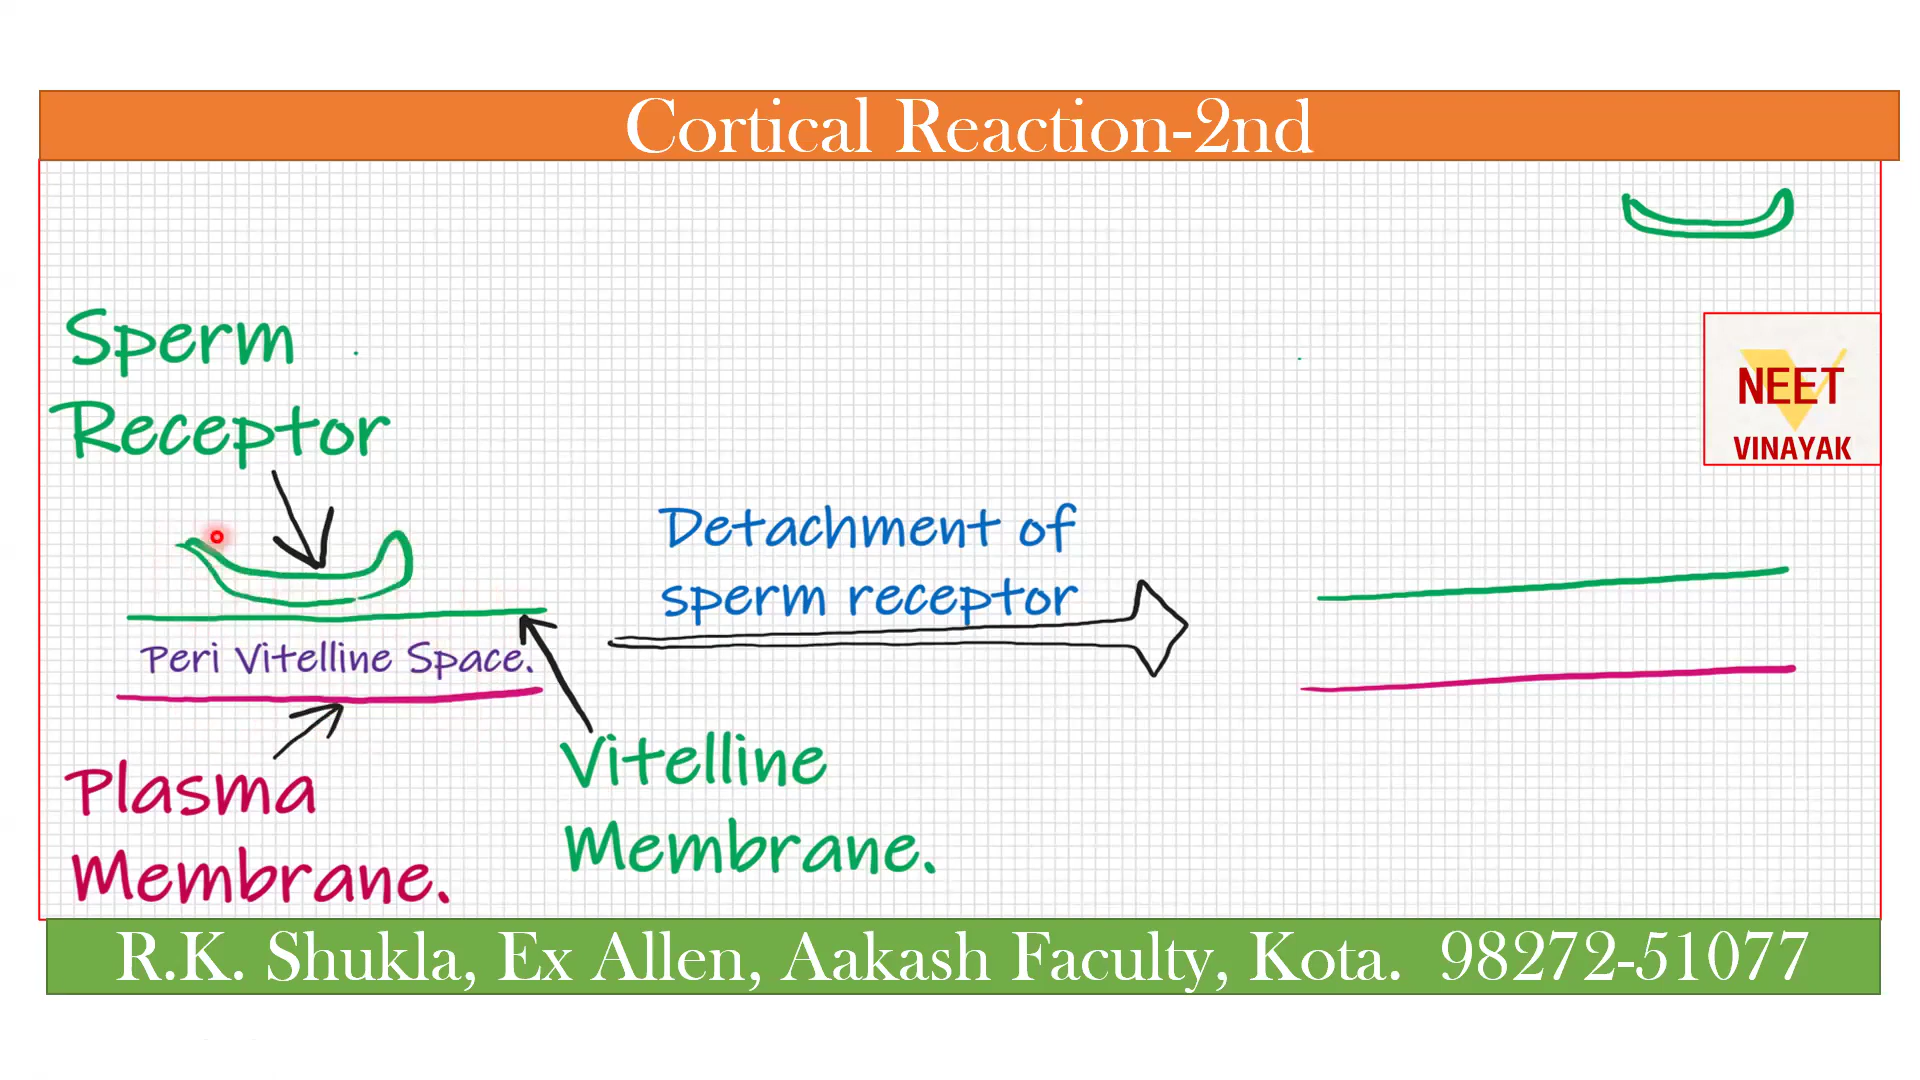 Cortical Reaction-2nd
Sperm
Receptor
NEET
VINAYAK
Detachment of
sperm receptor
Peri Vitelline Space.
Vitelline
Membrane.
Plasma
Membrane.
R.K. Shukla, Ex Allen, Aakash Faculty, Kota. 98272-51077